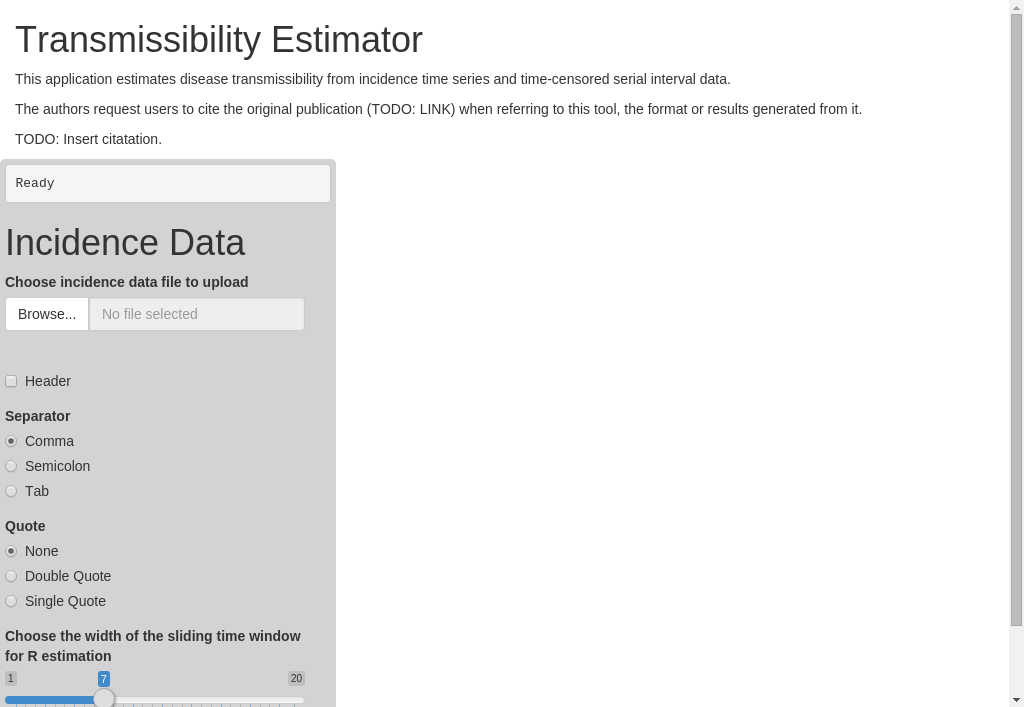 Transmissibility Estimator
This application estimates disease transmissibility from incidence time series and time-censored serial interval data.
The authors request users to cite the original publication (TODO: LINK) when referring to this tool, the format or results generated from it.
TODO: Insert citatation.
Ready
Incidence Data
Choose incidence data file to upload
Browse... No file selected
Header
Separator
Comma
Semicolon
Tab
Quote
None
Double Quote
Single Quote
Choose the width of the sliding time window
for R estimation
1 7 20